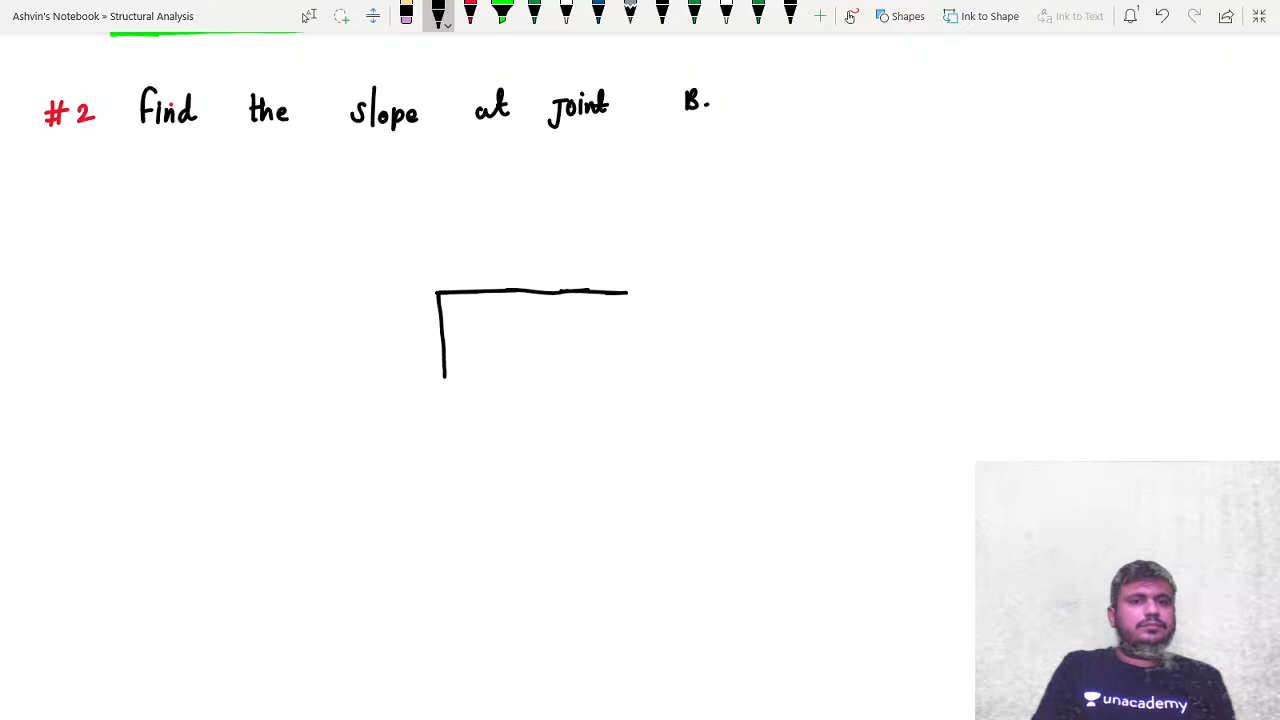 Ashvin's Notebook » Structural Analysis
Shapes
Ink to Shape
Ink to Text
#2 Find the slope at joint B.
unacademy